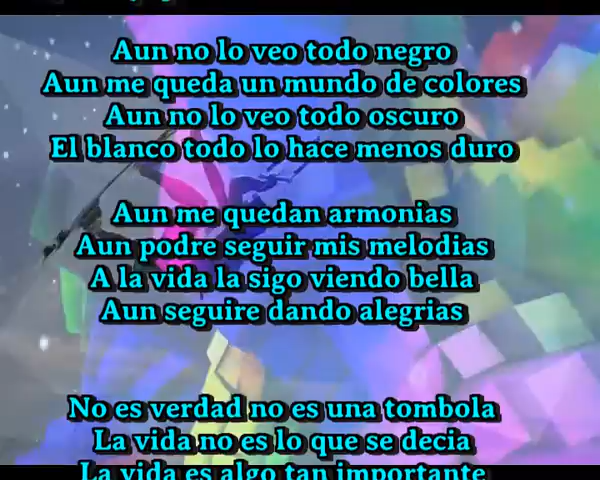 Aun no lo veo todo negro
Aun me queda un mundo de colores
Aun no lo veo todo oscuro
El blanco todo lo hace menos duro
Aun me quedan armonias
Aun podre seguir mis melodias
A la vida la sigo viendo bella
Aun seguire dando alegrias
No es verdad no es una tombola
La vida no es lo que se decia
La vida es algo tan importante